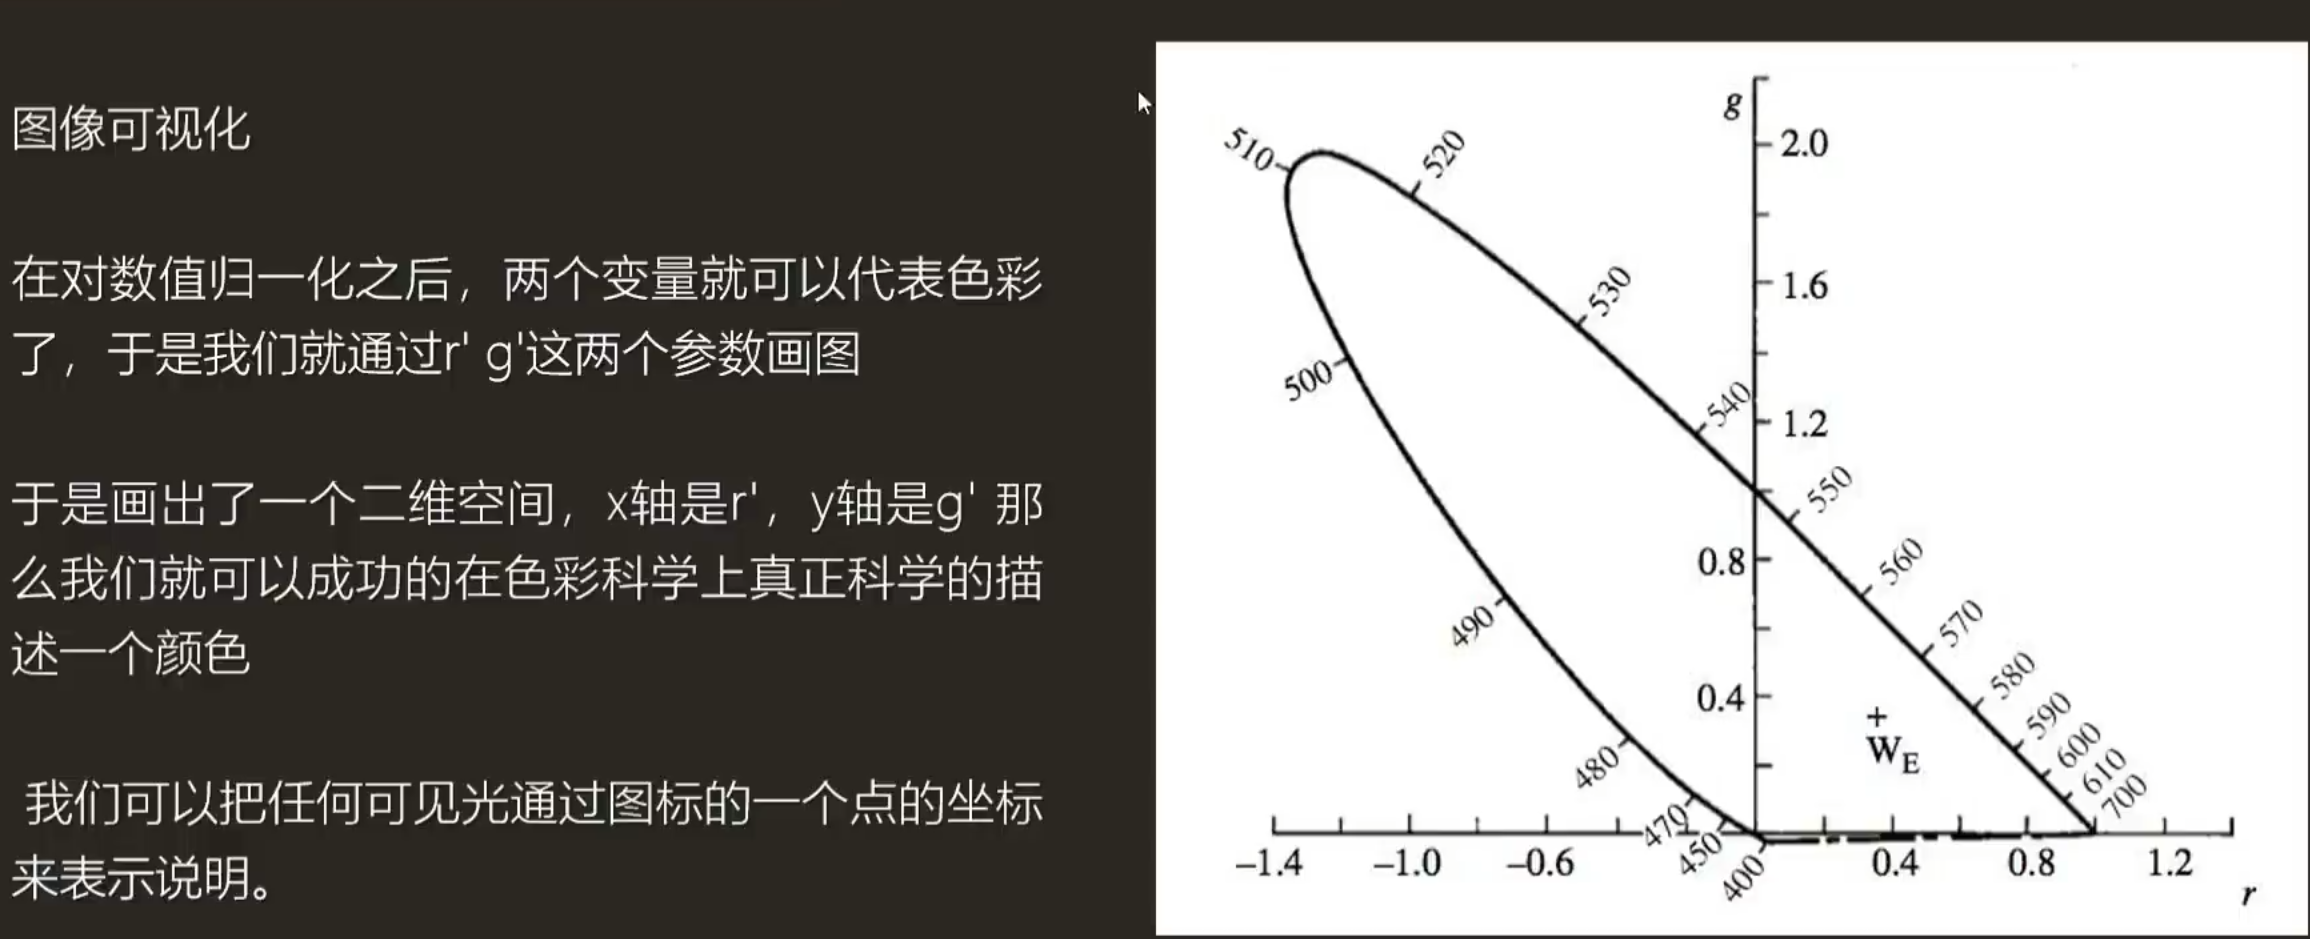 图像可视化
在对数值归一化之后，两个变量就可以代表色彩
了，于是我们就通过r' g'这两个参数画图
于是画出了一个二维空间，x轴是r'，y轴是g' 那
么我们就可以成功的在色彩科学上真正科学的描
述一个颜色
我们可以把任何可见光通过图标的一个点的坐标
来表示说明。
g
2.0
1.6
1.2
0.8
0.4
510
520
530
500
540
550
560
490
570
580
590
600
610
700
480
470
450
400
+
W_E
–1.4
–1.0
–0.6
0.4
0.8
1.2
r